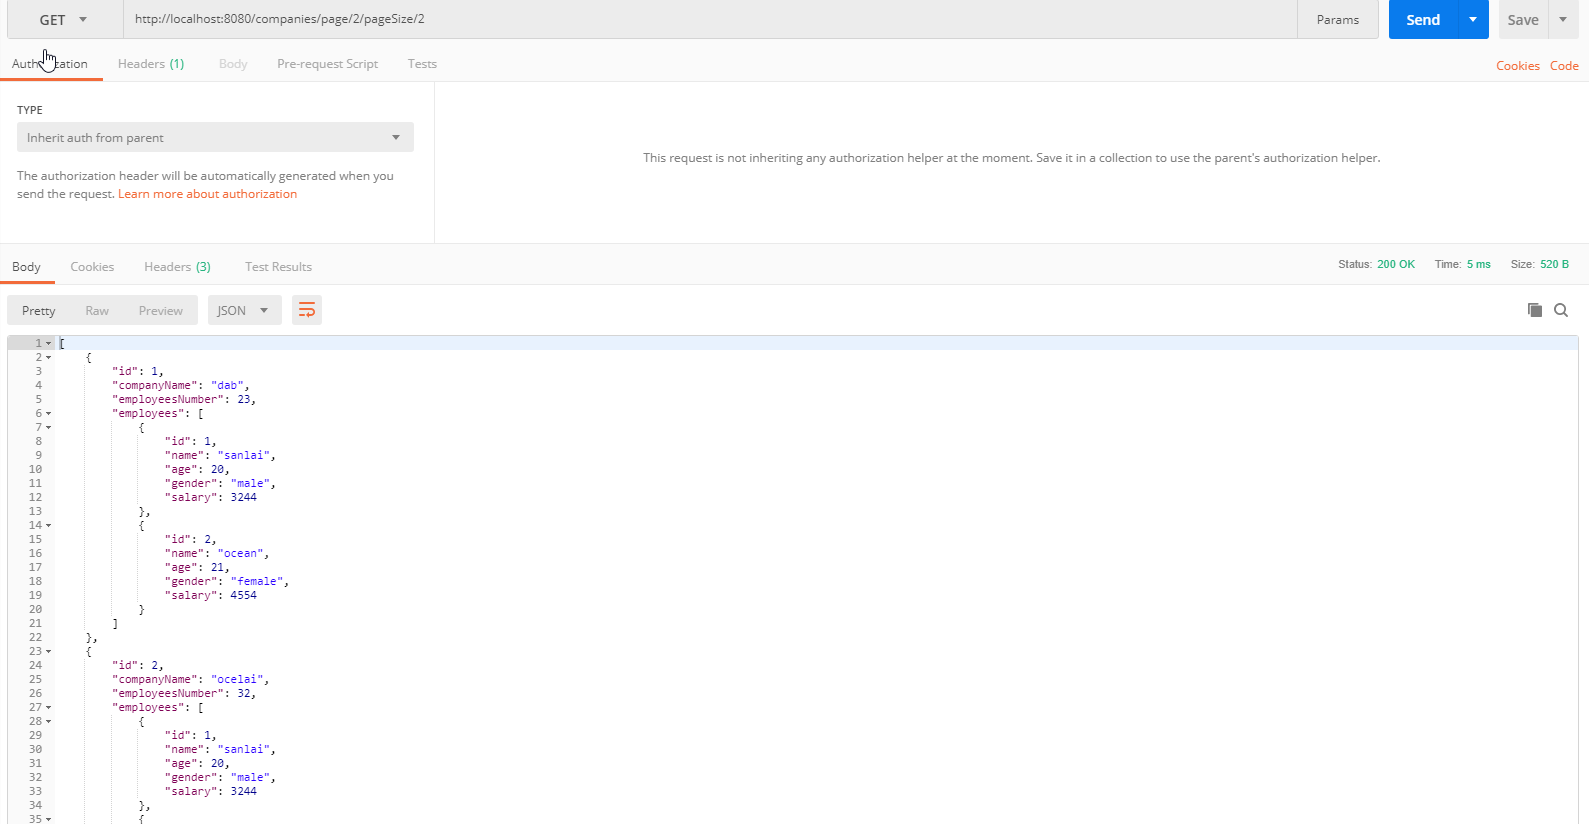 GET http://localhost:8080/companies/page/2/pageSize/2 Params Send Save
Authorization Headers (1) Body Pre-request Script Tests Cookies Code
TYPE
Inherit auth from parent
The authorization header will be automatically generated when you
send the request. Learn more about authorization
This request is not inheriting any authorization helper at the moment. Save it in a collection to use the parent's authorization helper.
Body Cookies Headers (3) Test Results Status: 200 OK Time: 5 ms Size: 520 B
Pretty Raw Preview JSON
1 [
2 {
3 "id": 1,
4 "companyName": "dab",
5 "employeesNumber": 23,
6 "employees": [
7 {
8 "id": 1,
9 "name": "sanlai",
10 "age": 20,
11 "gender": "male",
12 "salary": 3244
13 },
14 {
15 "id": 2,
16 "name": "ocean",
17 "age": 21,
18 "gender": "female",
19 "salary": 4554
20 }
21 ]
22 },
23 {
24 "id": 2,
25 "companyName": "ocelai",
26 "employeesNumber": 32,
27 "employees": [
28 {
29 "id": 1,
30 "name": "sanlai",
31 "age": 20,
32 "gender": "male",
33 "salary": 3244
34 },
35 {